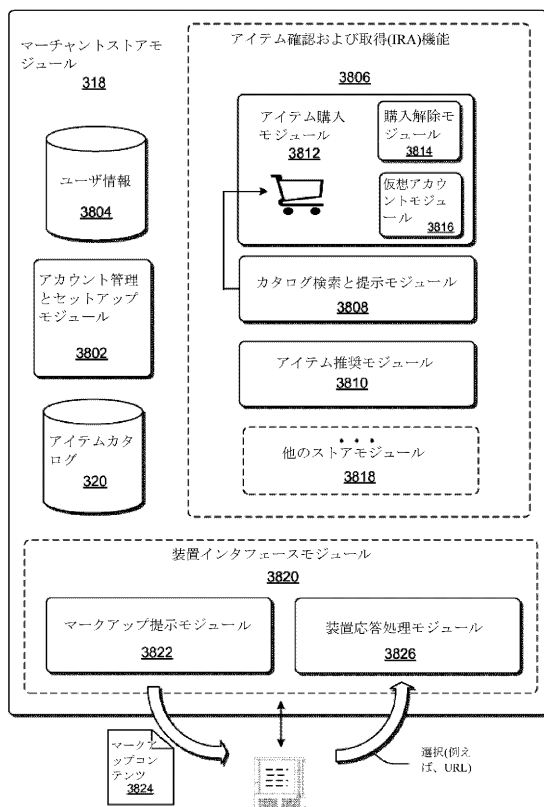 マーチャントストアモ
ジュール
318
ユーザ情報
3804
アカウント管理
とセットアップ
モジュール
3802
アイテムカタ
ログ
320
アイテム確認および取得(IRA)機能
3806
アイテム購入
モジュール
3812
購入解除モ
ジュール
3814
仮想アカウ
ントモジュ
ール
3816
カタログ検索と提示モジュール
3808
アイテム推奨モジュール
3810
他のストアモジュール
3818
装置インタフェースモジュール
3820
マークアップ提示モジュール
3822
装置応答処理モジュール
3826
マークア
ップコン
テンツ
3824
選択(例え
ば、URL)